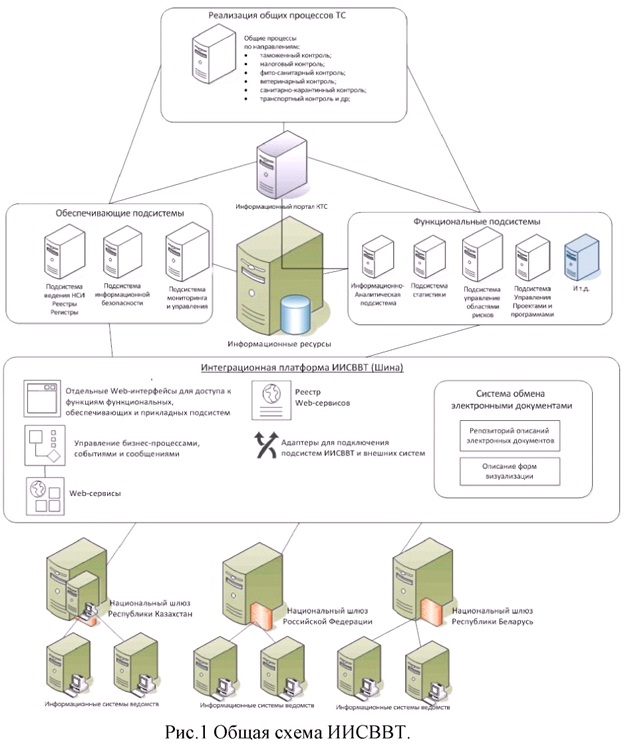 Реализация общих процессов ТС
Общие процессы
по направлениям:
• таможенный контроль;
• налоговый контроль;
• фито-санитарный контроль;
• ветеринарный контроль;
• санитарно-карантинный контроль;
• транспортный контроль и др;
Информационный портал КТС
Обеспечивающие подсистемы
Подсистема
ведения НСИ
Реестры
Регистры
Подсистема
информационной
безопасности
Подсистема
мониторинга
и управления
Функциональные подсистемы
Информационно-
Аналитическая
подсистема
Подсистема
статистики
Подсистема
управление
областями
рисков
Подсистема
Управления
Проектами и
программами
И т.д.
Информационные ресурсы
Интеграционная платформа ИИСВВТ (Шина)
Отдельные Web-интерфейсы для доступа к
функциям функциональных,
обеспечивающих и прикладных подсистем
Реестр
Web-сервисов
Управление бизнес-процессами,
событиями и сообщениями
Адаптеры для подключения
подсистем ИИСВВТ и внешних систем
Web-сервисы
Система обмена
электронными документами
Репозиторий описаний
электронных документов
Описание форм
визуализации
Национальный шлюз
Республики Казахстан
Национальный шлюз
Российской Федерации
Национальный шлюз
Республики Беларусь
Информационные системы ведомств
Информационные системы ведомств
Информационные системы ведомств
Рис.1 Общая схема ИИСВВТ.